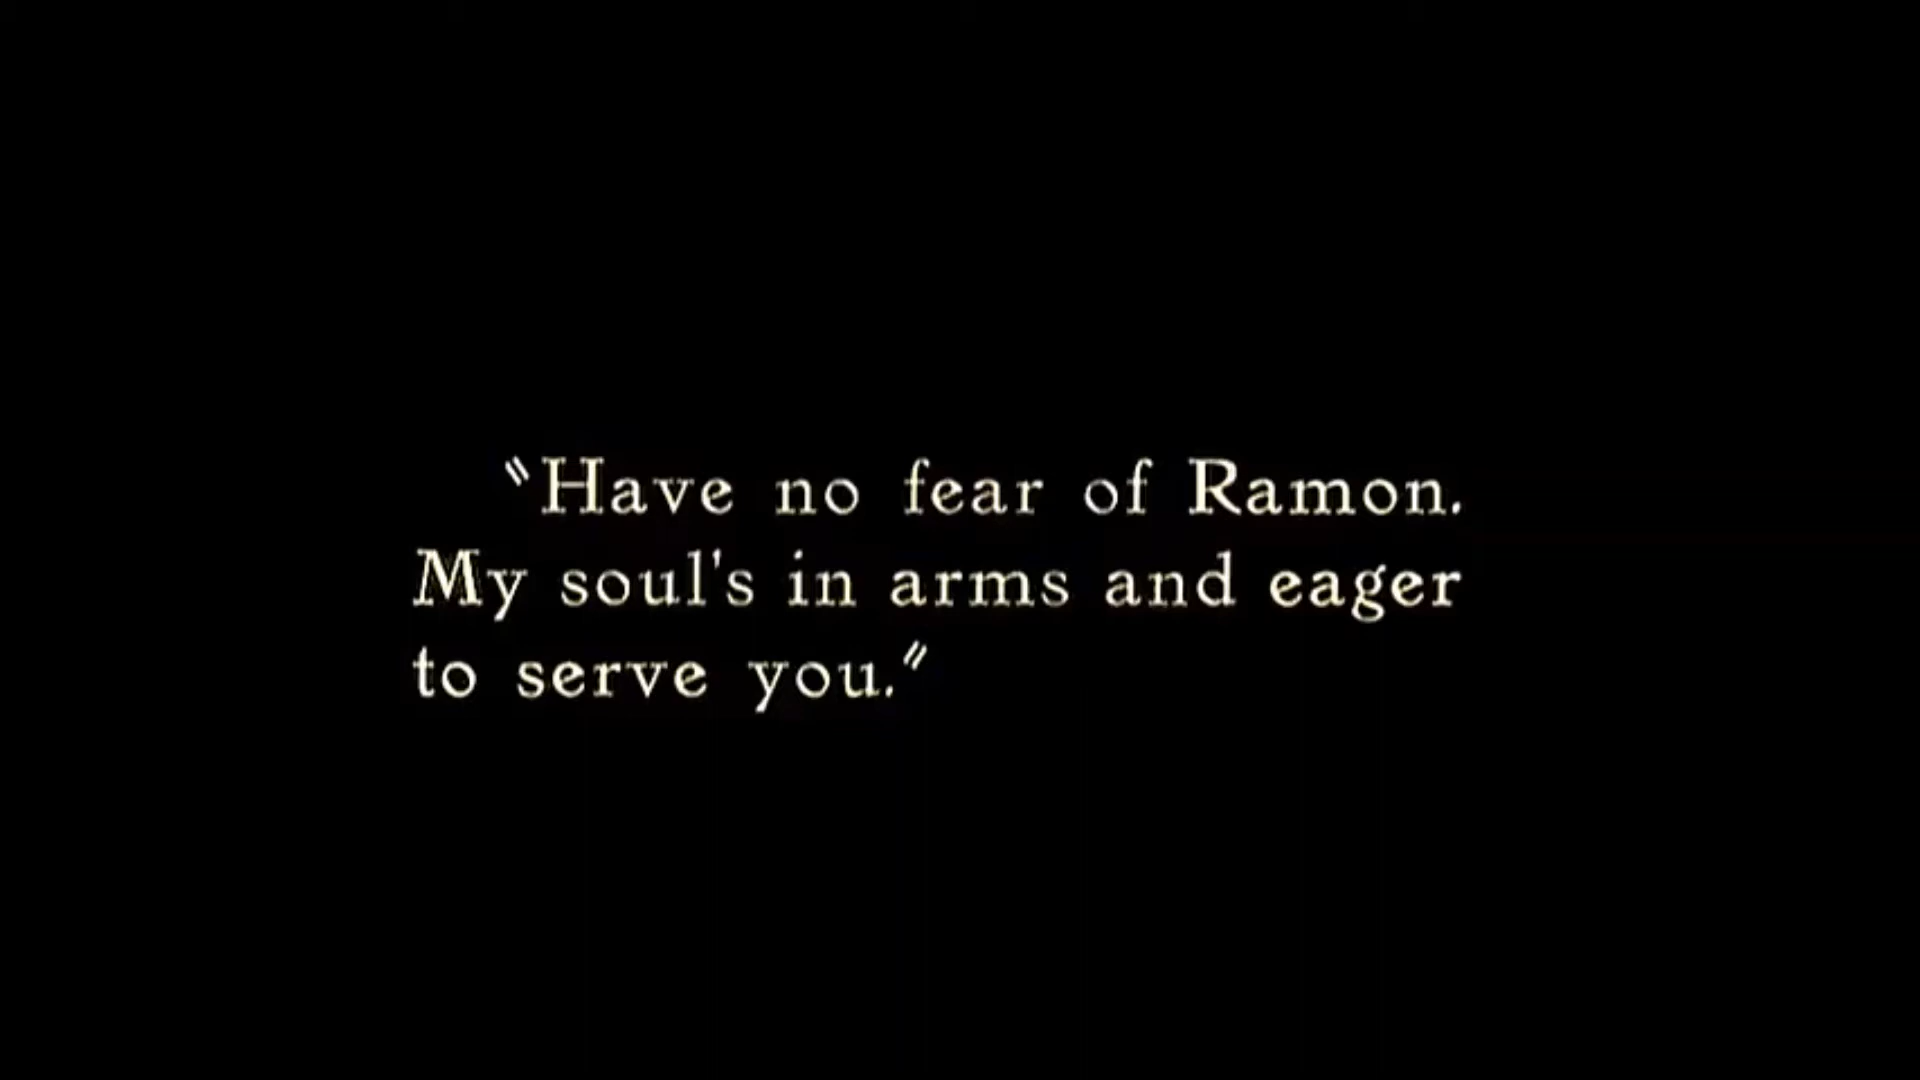 "Have no fear of Ramon.
My soul's in arms and eager
to serve you."